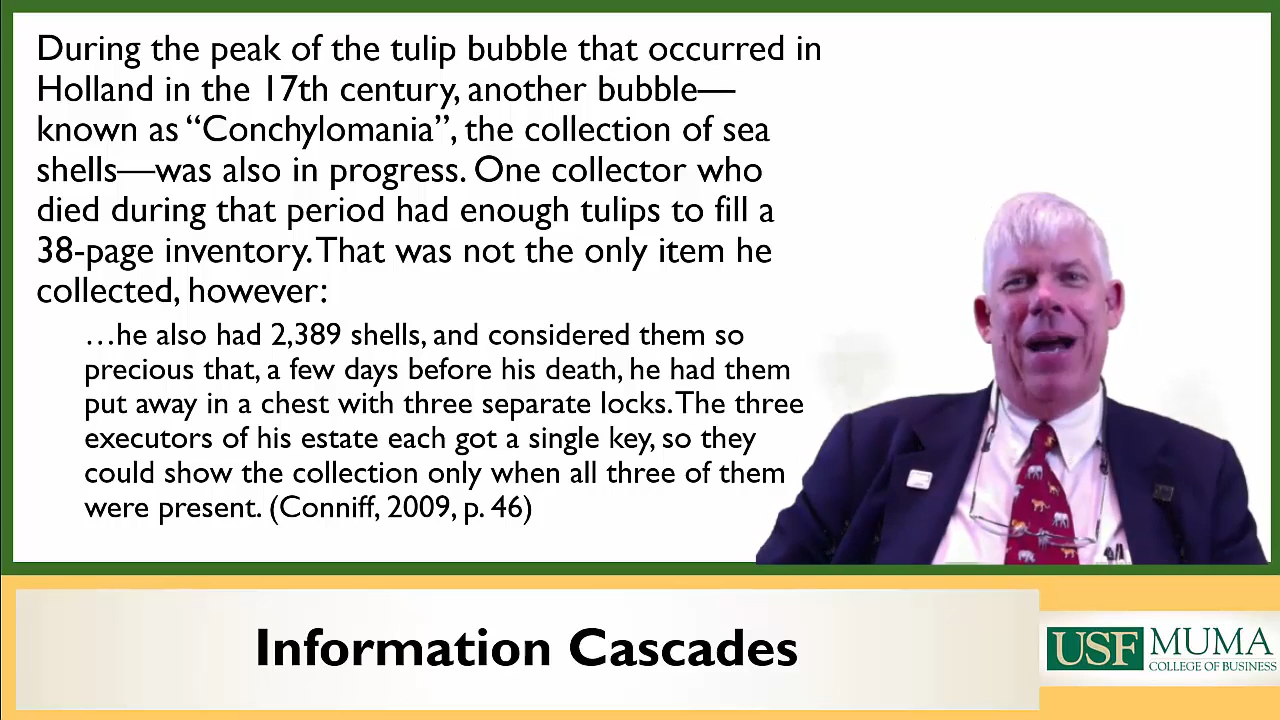 During the peak of the tulip bubble that occurred in
Holland in the 17th century, another bubble—
known as “Conchylomania”, the collection of sea
shells—was also in progress. One collector who
died during that period had enough tulips to fill a
38-page inventory. That was not the only item he
collected, however:
…he also had 2,389 shells, and considered them so
precious that, a few days before his death, he had them
put away in a chest with three separate locks. The three
executors of his estate each got a single key, so they
could show the collection only when all three of them
were present. (Conniff, 2009, p. 46)
Information Cascades
USF MUMA
COLLEGE OF BUSINESS